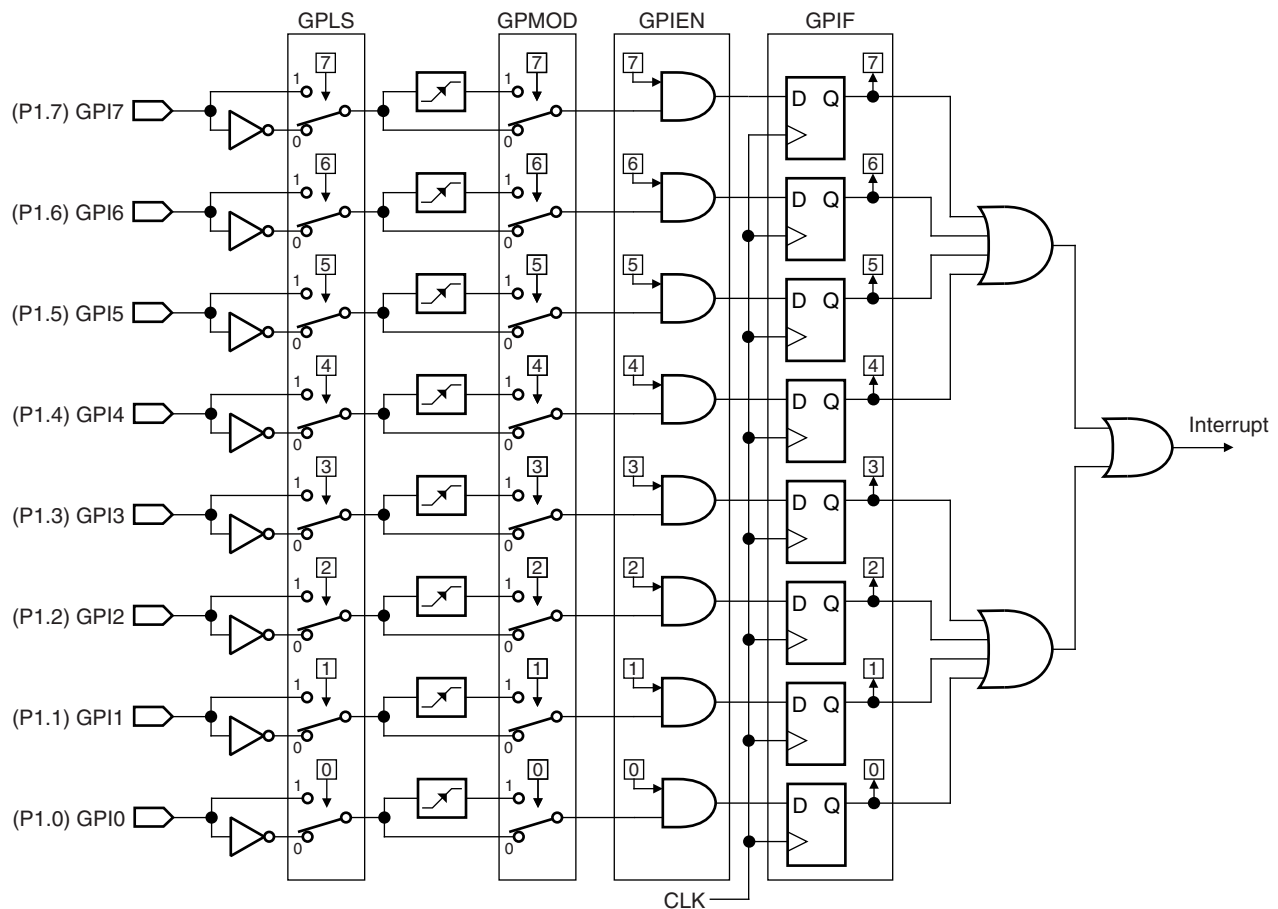 GPLS GPMOD GPIEN GPIF
7 7 7 7
1 1
(P1.7) GPI7 D Q
0 0
6 6 6 6
1 1
(P1.6) GPI6 D Q
0 0
5 5 5 5
1 1
(P1.5) GPI5 D Q
0 0
4 4 4 4
1 1
(P1.4) GPI4 D Q
0 0
Interrupt
3 3 3 3
1 1
(P1.3) GPI3 D Q
0 0
2 2 2 2
1 1
(P1.2) GPI2 D Q
0 0
1 1 1 1
1 1
(P1.1) GPI1 D Q
0 0
0 0 0 0
1 1
(P1.0) GPI0 D Q
0 0
CLK